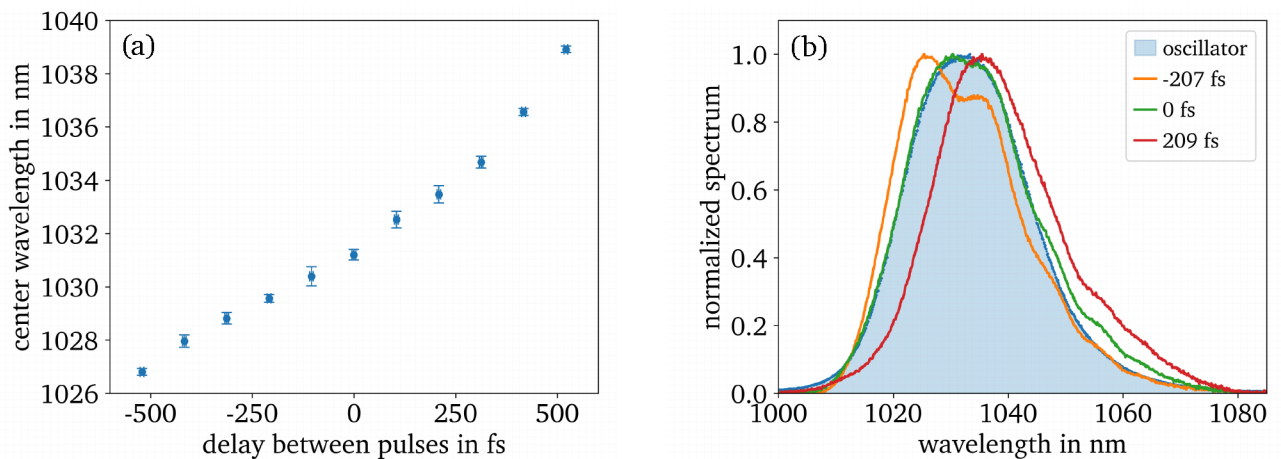 (a)
center wavelength in nm
1040
1038
1036
1034
1032
1030
1028
1026
-500 -250 0 250 500
delay between pulses in fs
(b)
normalized spectrum
1.0
0.8
0.6
0.4
0.2
0.0
oscillator
-207 fs
0 fs
209 fs
1000 1020 1040 1060 1080
wavelength in nm